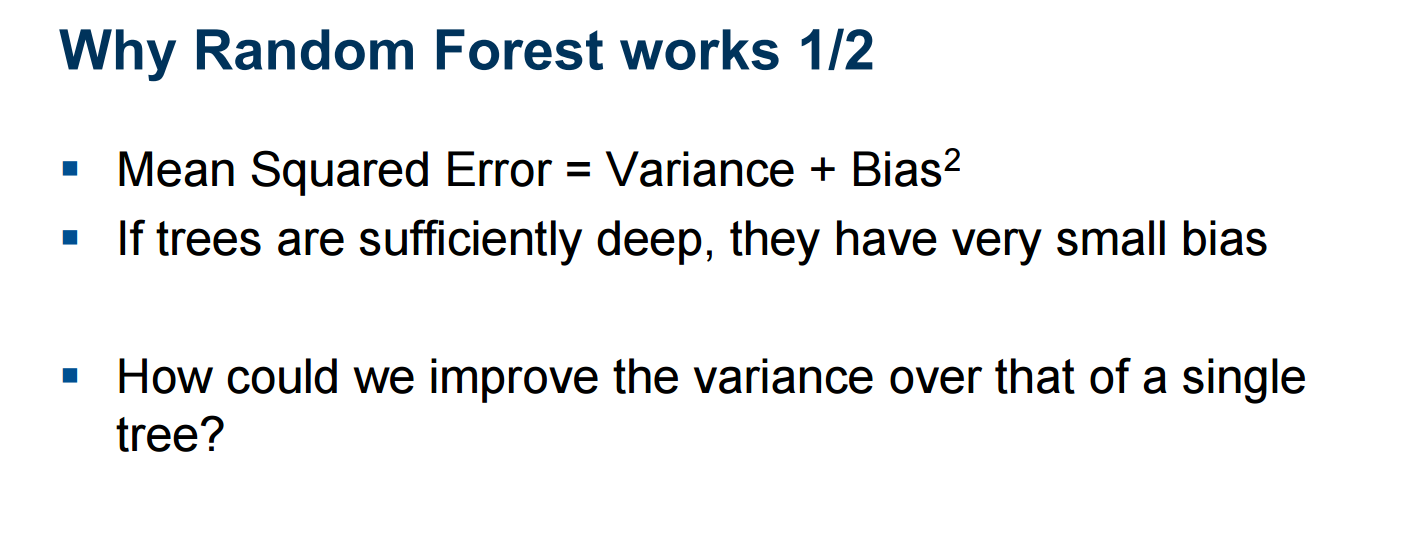 Why Random Forest works 1/2
▪ Mean Squared Error = Variance + Bias²
▪ If trees are sufficiently deep, they have very small bias
▪ How could we improve the variance over that of a single
tree?